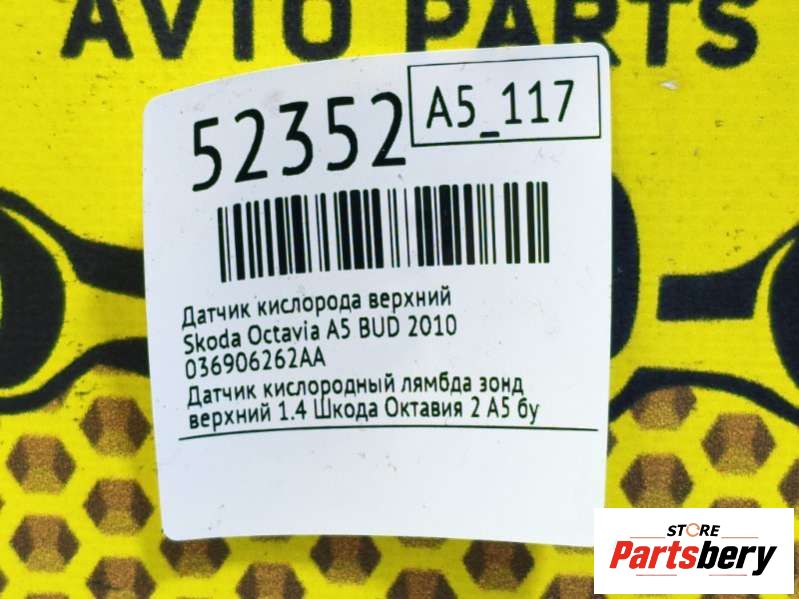 AVTO PARTS
52352
A5_117
Датчик кислорода верхний
Skoda Octavia A5 BUD 2010
036906262AA
Датчик кислородный лямбда зонд
верхний 1.4 Шкода Октавия 2 А5 бу
STORE
Partsbery